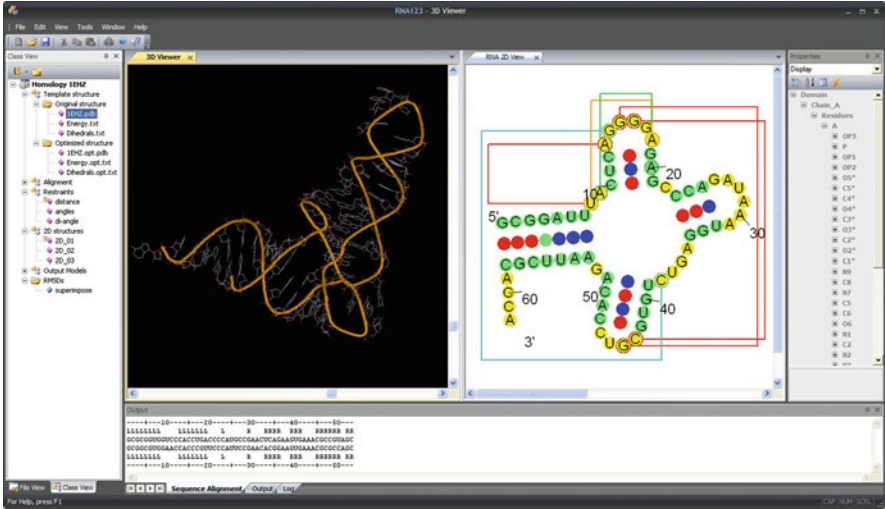 RNA123 - 3D Viewer
File Edit View Tools Window Help
Class View
Homology 1EHZ
Template structure
Original structure
1EHZ.pdb
Energy.txt
Dihedrals.txt
Optimized structure
1EHZ.opt.pdb
Energy.opt.txt
Dihedrals.opt.txt
Alignment
Restraints
distance
angles
di-angle
2D structures
2D_01
2D_02
2D_03
Output Models
RMSDs
superimpose
File View Class View
3D Viewer
RNA 2D View
5'
3'
10
20
30
40
50
60
Properties
Display
Domain
Chain_A
Residues
A
OP3
P
OP1
OP2
O5*
C5*
C4*
O4*
C3*
O3*
C2*
O2*
C1*
N9
C8
N7
C5
C6
O6
N1
C2
N2
Output
----+---10----+---20----+---30----+---40----+---50---
Sequence Alignment Output Log
For Help, press F1
CAP NUM SCRL